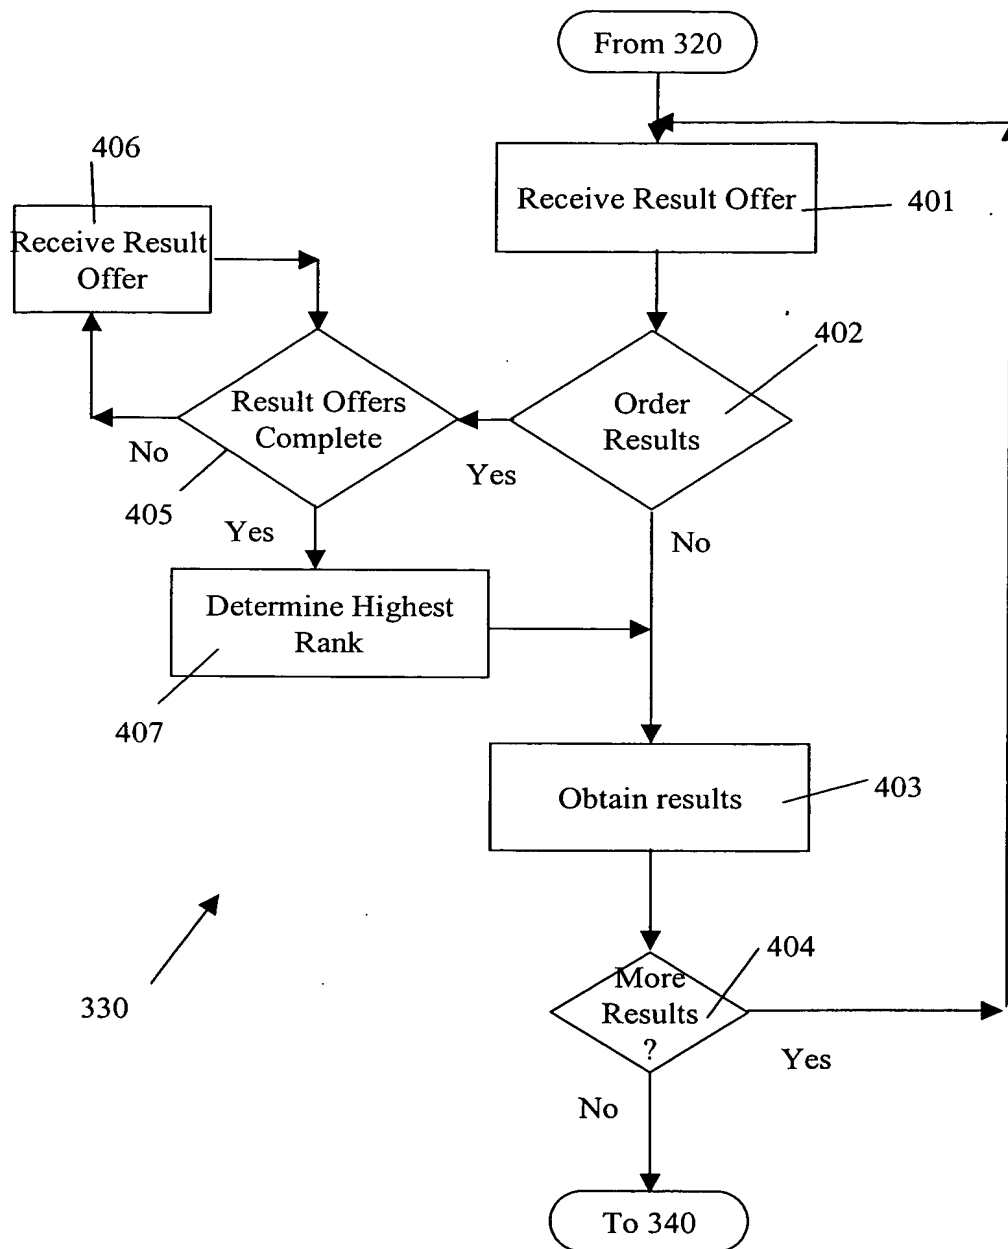 From 320
406
Receive Result Offer
401
Receive Result
Offer
402
Result Offers
Complete
Order
Results
No
Yes
405
Yes
No
Determine Highest
Rank
407
Obtain results
403
404
More
Results
?
330
Yes
No
To 340